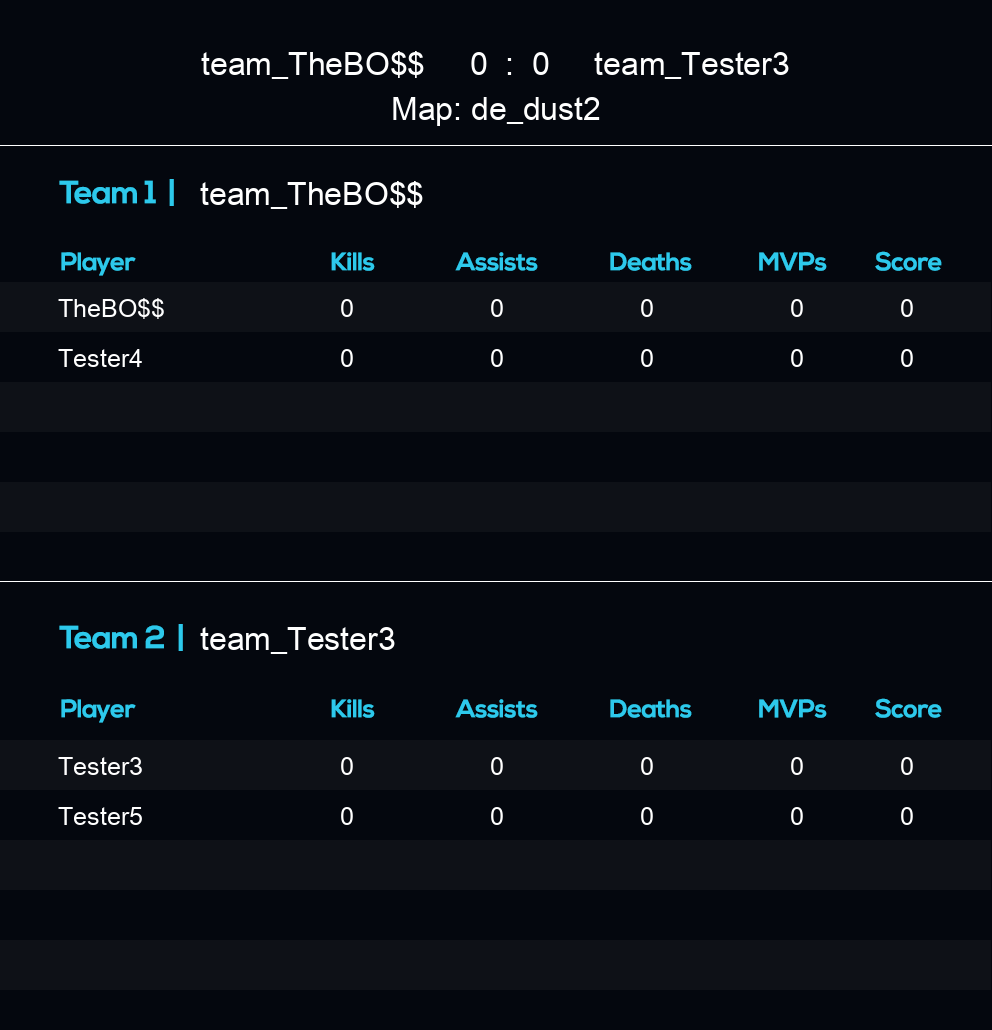 team_TheBO$$ 0 : 0 team_Tester3
Map: de_dust2
Team 1 | team_TheBO$$
Player Kills Assists Deaths MVPs Score
TheBO$$ 0 0 0 0 0
Tester4 0 0 0 0 0
Team 2 | team_Tester3
Player Kills Assists Deaths MVPs Score
Tester3 0 0 0 0 0
Tester5 0 0 0 0 0